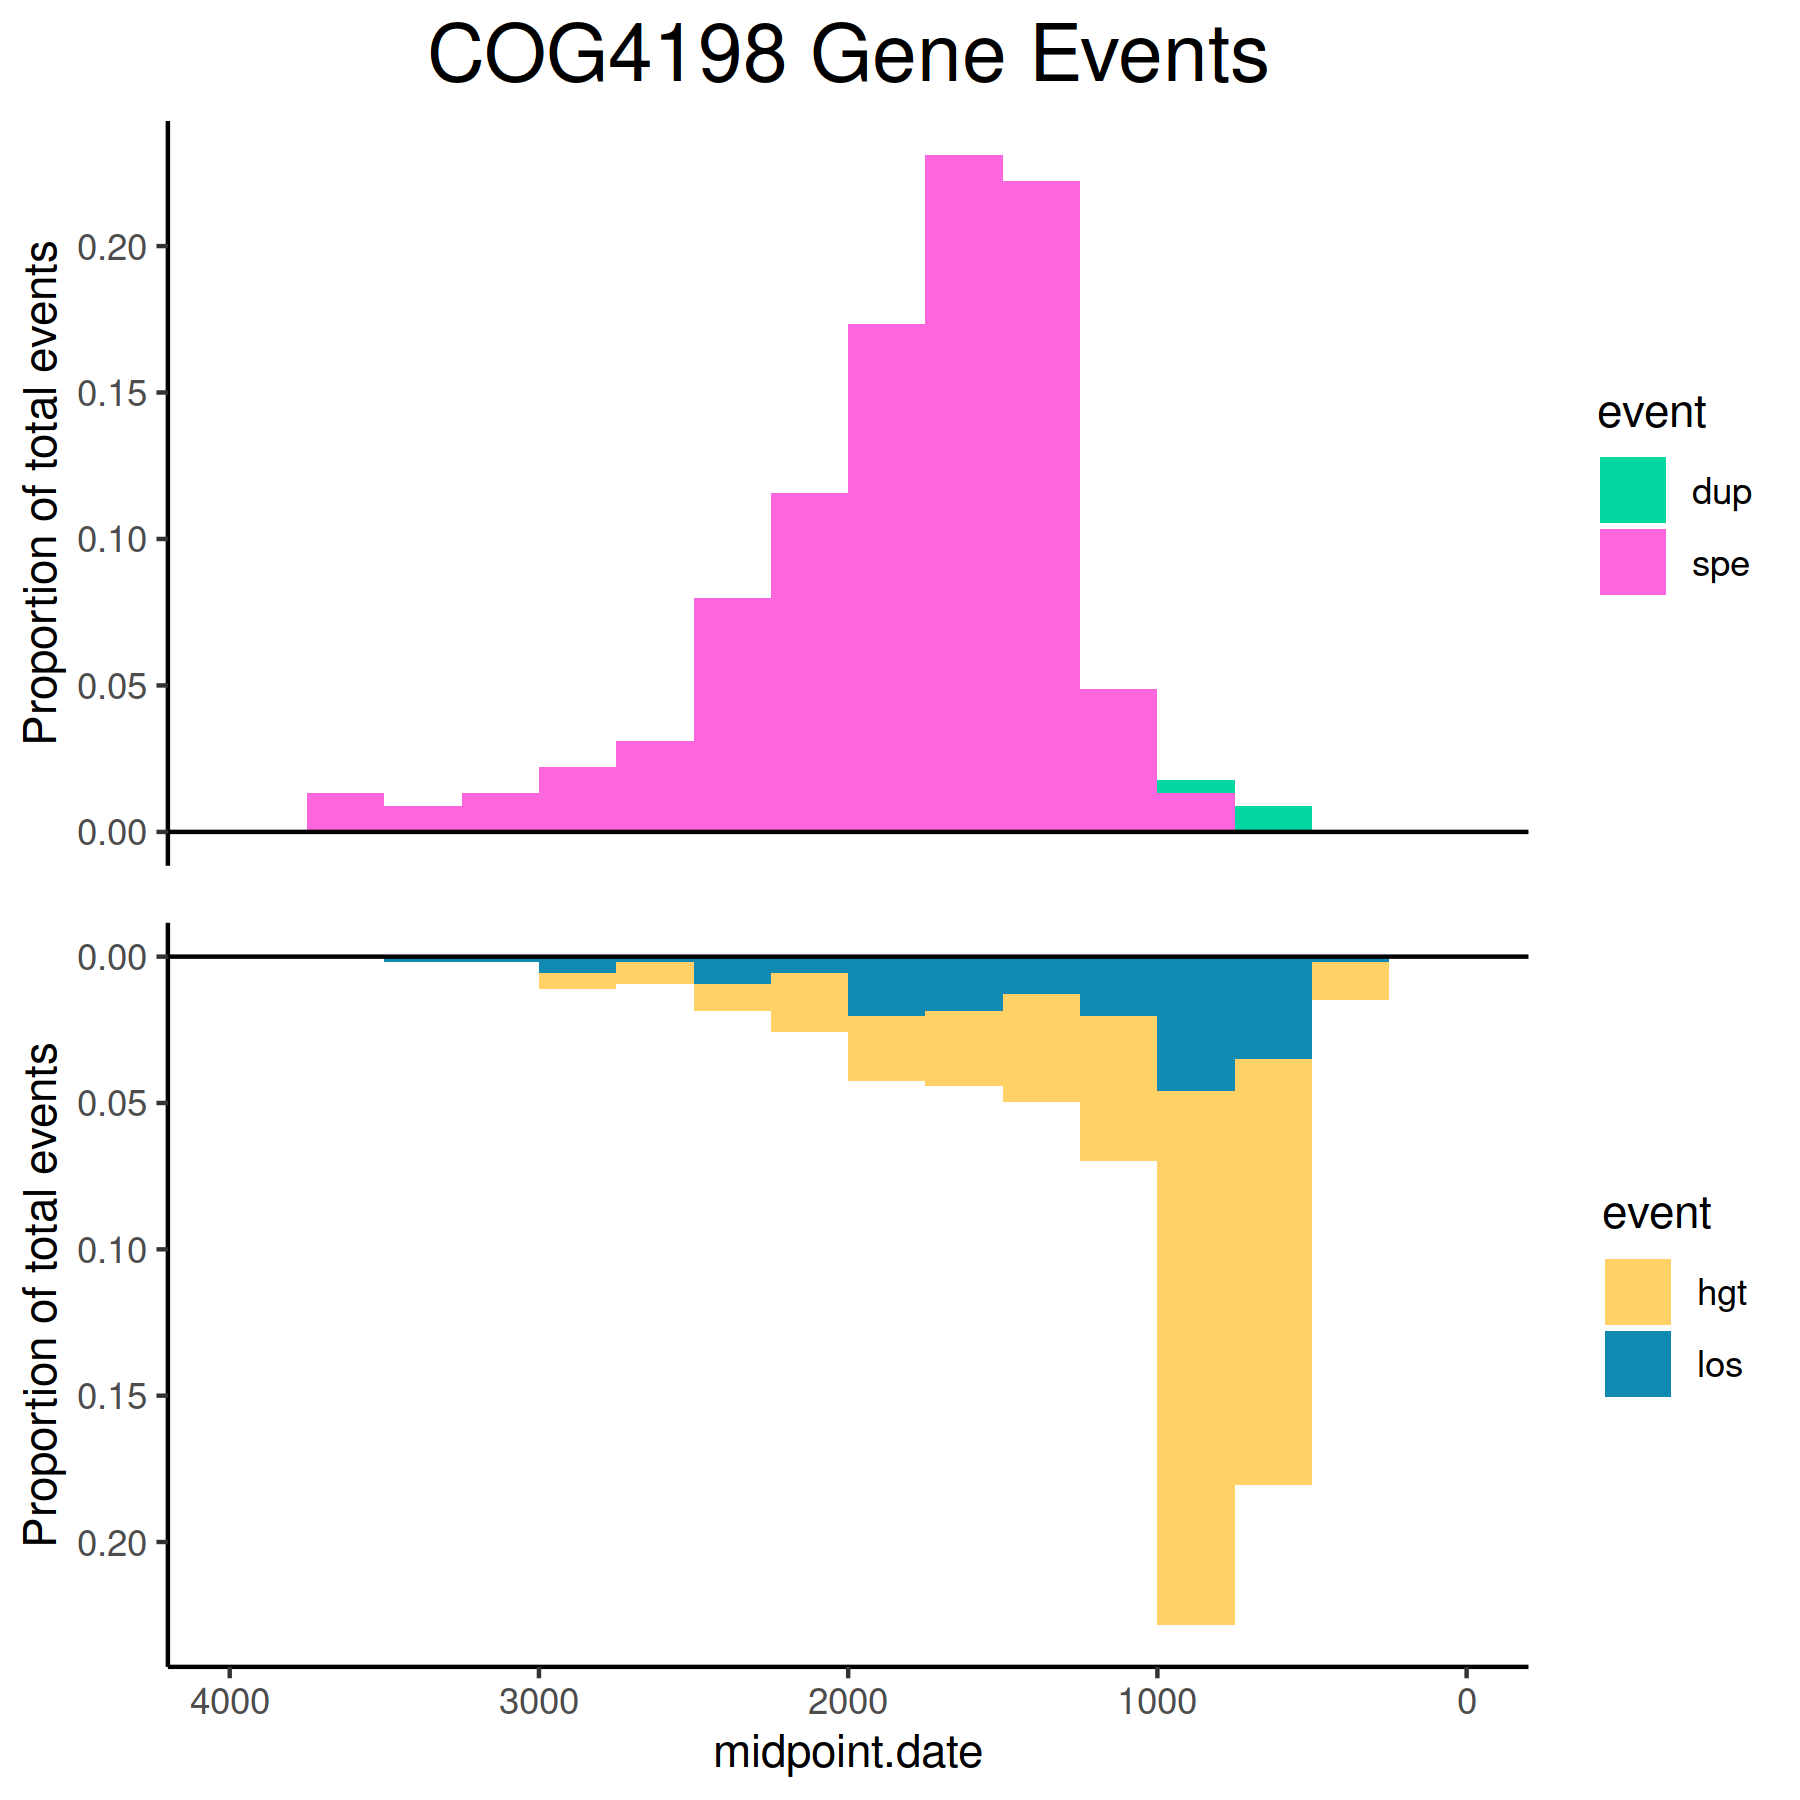 COG4198 Gene Events
Proportion of total events
0.20
0.15
0.10
0.05
0.00
event
dup
spe
Proportion of total events
0.00
0.05
0.10
0.15
0.20
event
hgt
los
4000 3000 2000 1000 0
midpoint.date